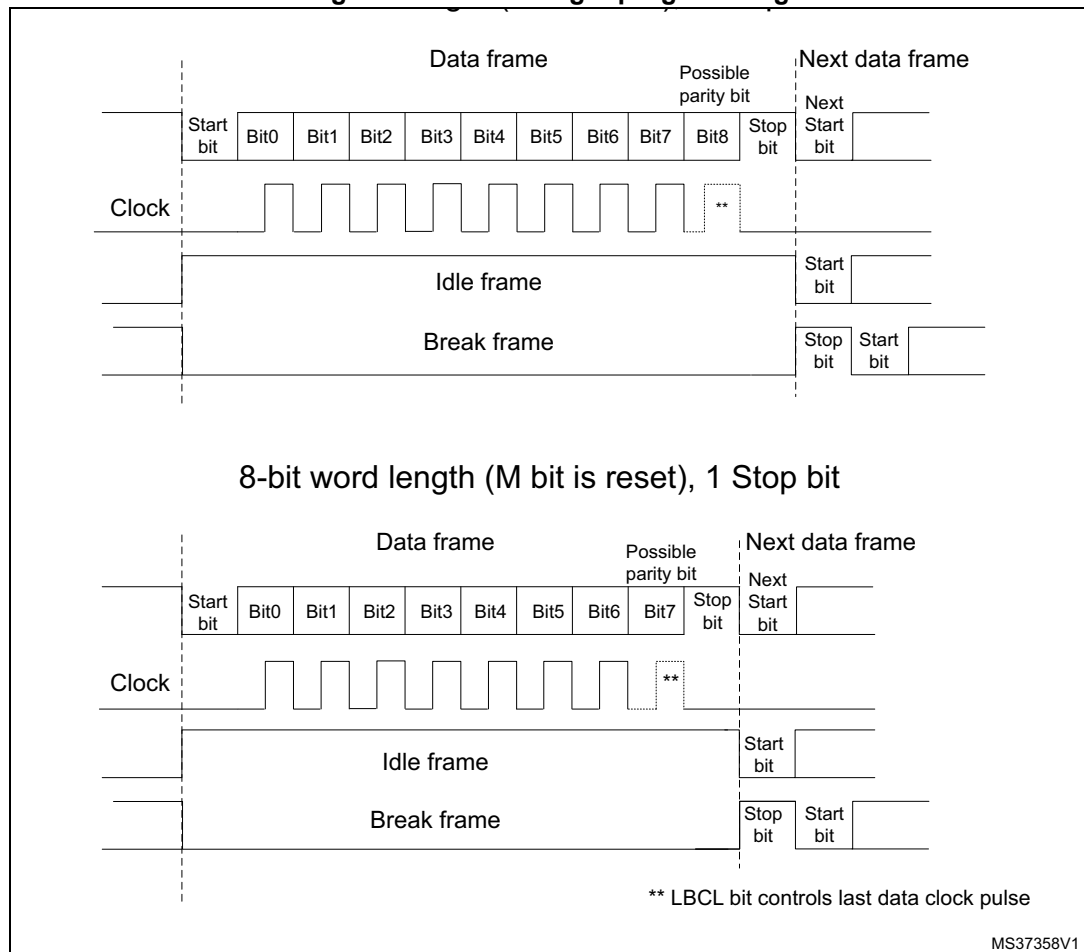 Data frame
Next data frame
Possible
parity bit
Next
Start
bit
Start
bit
Bit0 Bit1 Bit2 Bit3 Bit4 Bit5 Bit6 Bit7 Bit8
Stop
bit
Clock
**
Idle frame
Start
bit
Break frame
Stop
bit
Start
bit
8-bit word length (M bit is reset), 1 Stop bit
Data frame
Next data frame
Possible
parity bit
Next
Start
bit
Start
bit
Bit0 Bit1 Bit2 Bit3 Bit4 Bit5 Bit6 Bit7
Stop
bit
Clock
**
Idle frame
Start
bit
Break frame
Stop
bit
Start
bit
** LBCL bit controls last data clock pulse
MS37358V1